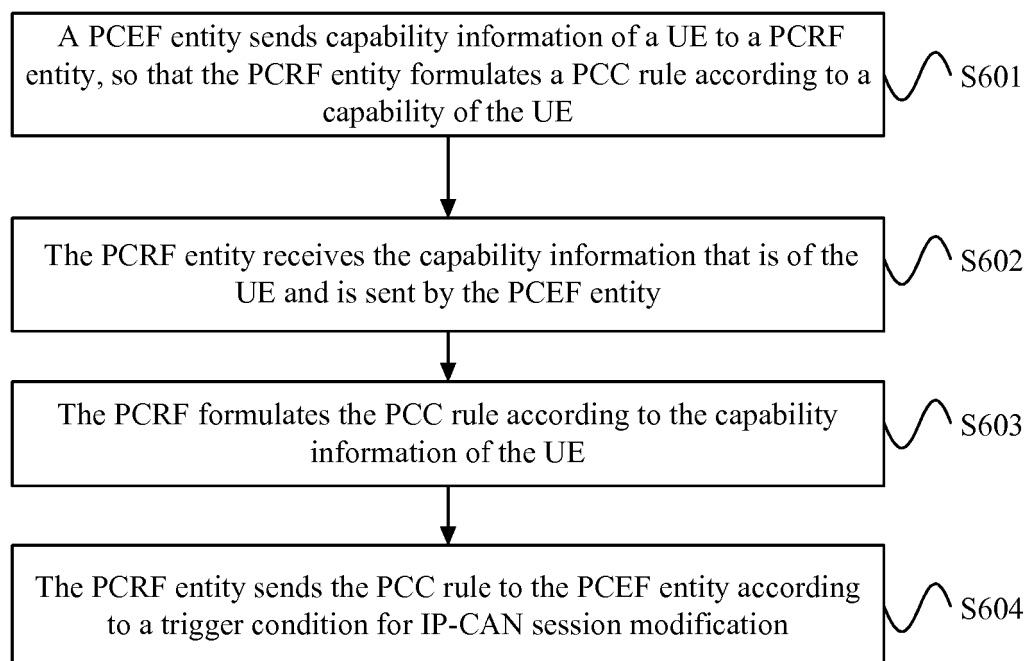 A PCEF entity sends capability information of a UE to a PCRF
entity, so that the PCRF entity formulates a PCC rule according to a
capability of the UE
S601
The PCRF entity receives the capability information that is of the
UE and is sent by the PCEF entity
S602
The PCRF formulates the PCC rule according to the capability
information of the UE
S603
The PCRF entity sends the PCC rule to the PCEF entity according
to a trigger condition for IP-CAN session modification
S604